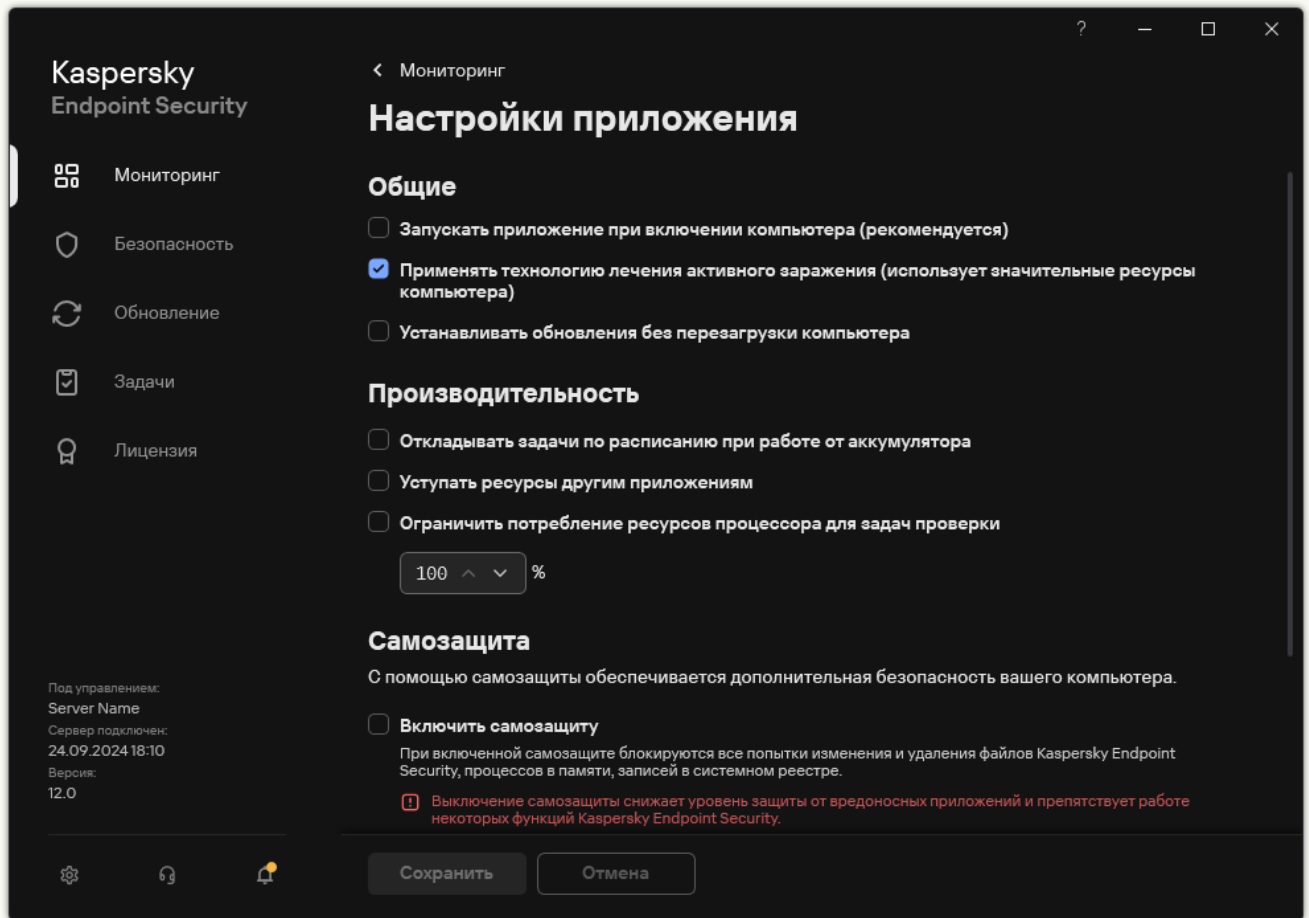 ?
Kaspersky
Endpoint Security
Мониторинг
Безопасность
Обновление
Задачи
Лицензия
Под управлением:
Server Name
Сервер подключен:
24.09.2024 18:10
Версия:
12.0
Мониторинг
Настройки приложения
Общие
Запускать приложение при включении компьютера (рекомендуется)
Применять технологию лечения активного заражения (использует значительные ресурсы
компьютера)
Устанавливать обновления без перезагрузки компьютера
Производительность
Откладывать задачи по расписанию при работе от аккумулятора
Уступать ресурсы другим приложениям
Ограничить потребление ресурсов процессора для задач проверки
100 %
Самозащита
С помощью самозащиты обеспечивается дополнительная безопасность вашего компьютера.
Включить самозащиту
При включенной самозащите блокируются все попытки изменения и удаления файлов Kaspersky Endpoint
Security, процессов в памяти, записей в системном реестре.
Выключение самозащиты снижает уровень защиты от вредоносных приложений и препятствует работе
некоторых функций Kaspersky Endpoint Security.
Сохранить
Отмена